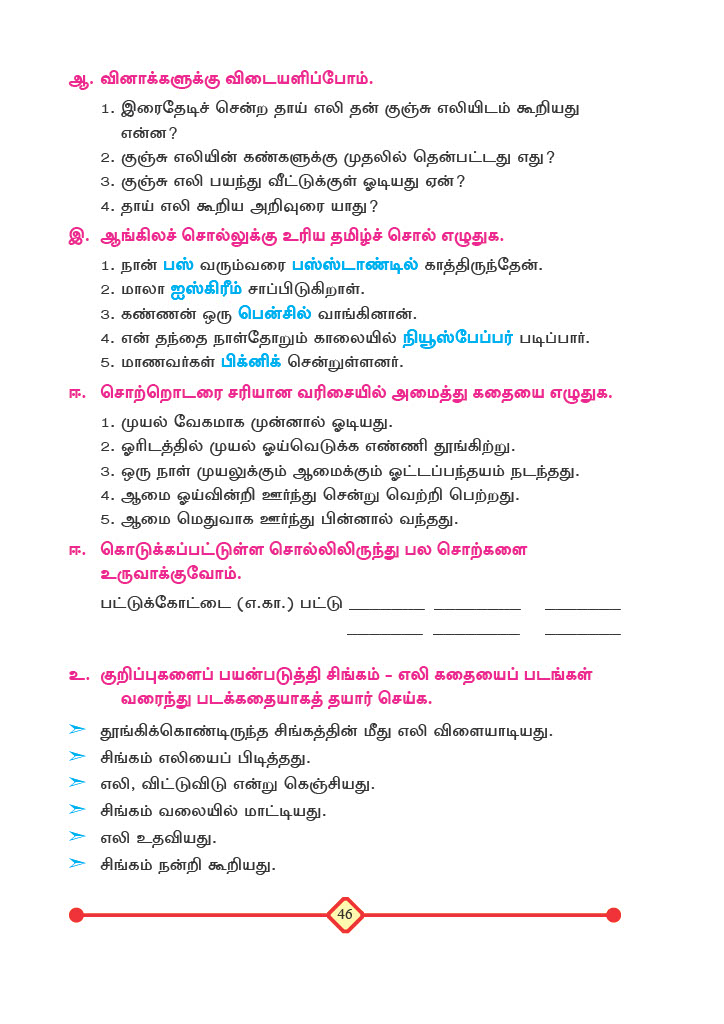 ஆ. வினாக்களுக்கு விடையளிப்போம்.
1. இரைதேடிச் சென்ற தாய் எலி தன் குஞ்சு எலியிடம் கூறியது
என்ன?
2. குஞ்சு எலியின் கண்களுக்கு முதலில் தென்பட்டது எது?
3. குஞ்சு எலி பயந்து வீட்டுக்குள் ஓடியது ஏன்?
4. தாய் எலி கூறிய அறிவுரை யாது?
இ. ஆங்கிலச் சொல்லுக்கு உரிய தமிழ்ச் சொல் எழுதுக.
1. நான் பஸ் வரும்வரை பஸ்ஸ்டாண்டில் காத்திருந்தேன்.
2. மாலா ஐஸ்கிரீம் சாப்பிடுகிறாள்.
3. கண்ணன் ஒரு பென்சில் வாங்கினான்.
4. என் தந்தை நாள்தோறும் காலையில் நியூஸ்பேப்பர் படிப்பார்.
5. மாணவர்கள் பிக்னிக் சென்றுள்ளனர்.
ஈ. சொற்றொடரை சரியான வரிசையில் அமைத்து கதையை எழுதுக.
1. முயல் வேகமாக முன்னால் ஓடியது.
2. ஓரிடத்தில் முயல் ஓய்வெடுக்க எண்ணி தூங்கிற்று.
3. ஒரு நாள் முயலுக்கும் ஆமைக்கும் ஓட்டப்பந்தயம் நடந்தது.
4. ஆமை ஓய்வின்றி ஊர்ந்து சென்று வெற்றி பெற்றது.
5. ஆமை மெதுவாக ஊர்ந்து பின்னால் வந்தது.
ஈ. கொடுக்கப்பட்டுள்ள சொல்லிலிருந்து பல சொற்களை
உருவாக்குவோம்.
பட்டுக்கோட்டை (எ.கா.) பட்டு _______ ________ _______
_______ ________ _______
உ. குறிப்புகளைப் பயன்படுத்தி சிங்கம் – எலி கதையைப் படங்கள்
வரைந்து படக்கதையாகத் தயார் செய்க.
➢ தூங்கிக்கொண்டிருந்த சிங்கத்தின் மீது எலி விளையாடியது.
➢ சிங்கம் எலியைப் பிடித்தது.
➢ எலி, விட்டுவிடு என்று கெஞ்சியது.
➢ சிங்கம் வலையில் மாட்டியது.
➢ எலி உதவியது.
➢ சிங்கம் நன்றி கூறியது.
46